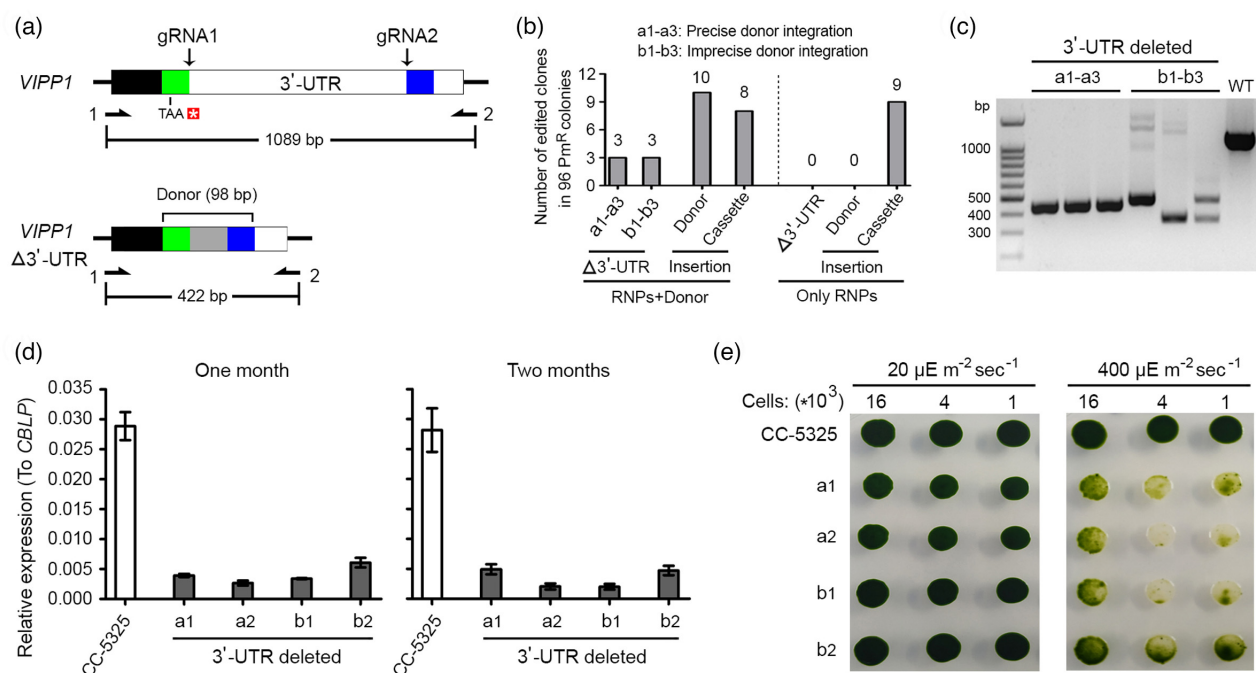 (a)
gRNA1 gRNA2
VIPP1
3'-UTR
TAA *
1 2
1089 bp
Donor (98 bp)
VIPP1
Δ3'-UTR
1 2
422 bp
(b)
a1-a3: Precise donor integration
b1-b3: Imprecise donor integration
Number of edited clones
in 96 PmR colonies
12
9
6
3
0
3 3 10 8 0 0 9
a1-a3 b1-b3 Donor Cassette Δ3'-UTR Donor Cassette
Δ3'-UTR Insertion Insertion
RNPs+Donor Only RNPs
(c)
3'-UTR deleted
a1-a3 b1-b3 WT
bp
1000
500
400
300
(d)
One month Two months
Relative expression (To CBLP)
0.035
0.030
0.025
0.020
0.015
0.010
0.005
0.000
CC-5325 a1 a2 b1 b2 CC-5325 a1 a2 b1 b2
3'-UTR deleted 3'-UTR deleted
(e)
20 µE m-2 sec-1 400 µE m-2 sec-1
Cells: (*10³) 16 4 1 16 4 1
CC-5325
a1
a2
b1
b2